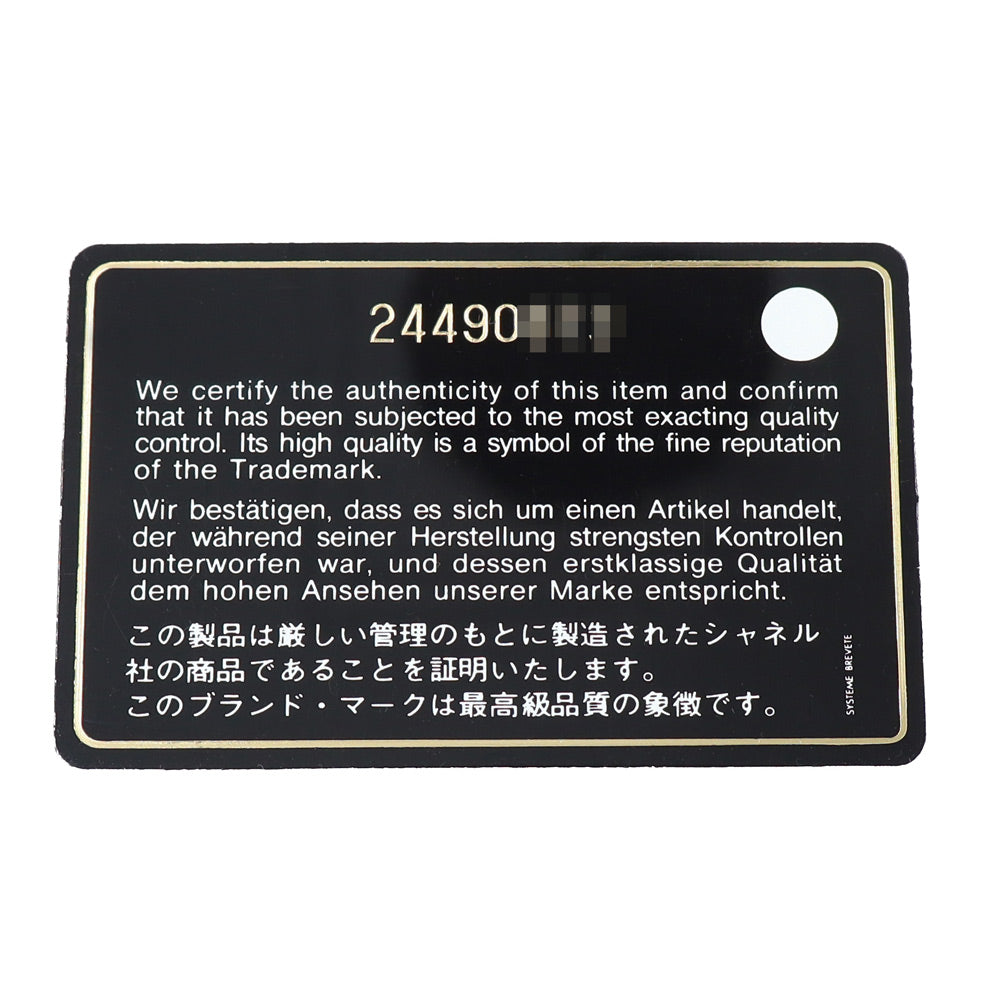 24490
We certify the authenticity of this item and confirm
that it has been subjected to the most exacting quality
control. Its high quality is a symbol of the fine reputation
of the Trademark.
Wir bestätigen, dass es sich um einen Artikel handelt,
der während seiner Herstellung strengsten Kontrollen
unterworfen war, und dessen erstklassige Qualität
dem hohen Ansehen unserer Marke entspricht.
この製品は厳しい管理のもとに製造されたシャネル
社の商品であることを証明いたします。
このブランド・マークは最高級品質の象徴です。
SYSTEME BREVETE